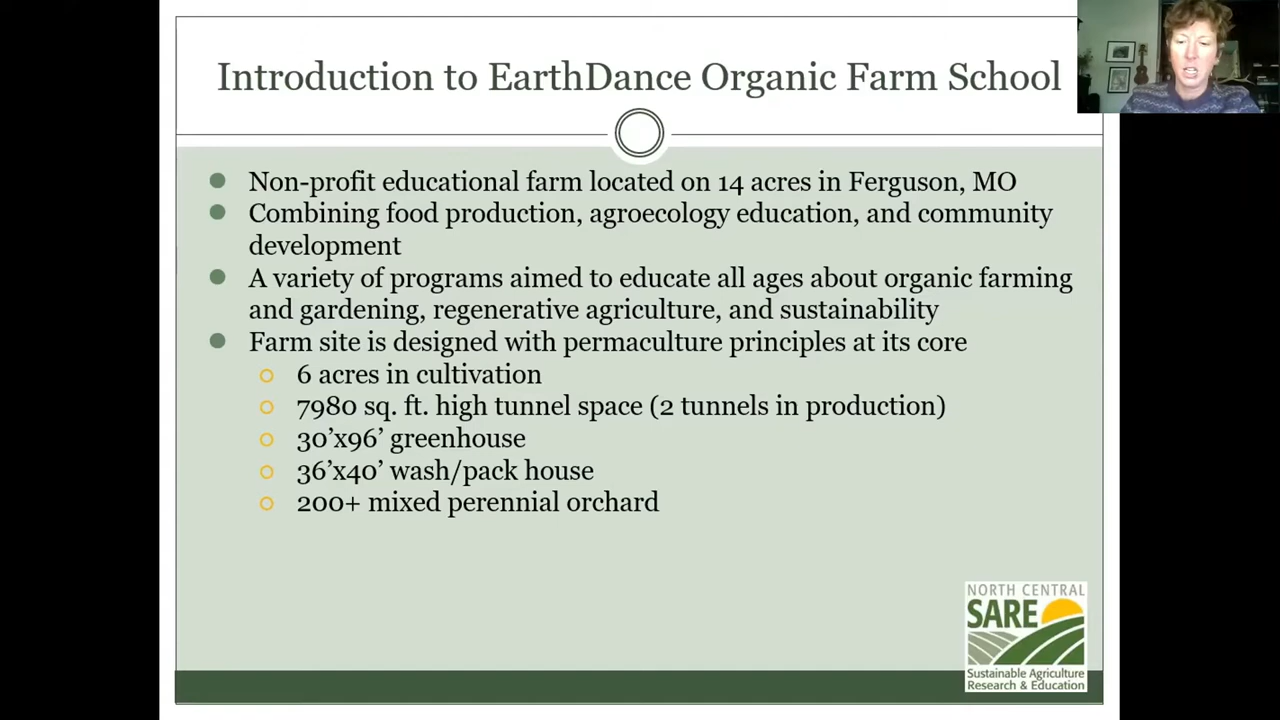 Introduction to EarthDance Organic Farm School
Non-profit educational farm located on 14 acres in Ferguson, MO
Combining food production, agroecology education, and community
development
A variety of programs aimed to educate all ages about organic farming
and gardening, regenerative agriculture, and sustainability
Farm site is designed with permaculture principles at its core
6 acres in cultivation
7980 sq. ft. high tunnel space (2 tunnels in production)
30’x96’ greenhouse
36’x40’ wash/pack house
200+ mixed perennial orchard
NORTH CENTRAL
SARE
Sustainable Agriculture
Research & Education